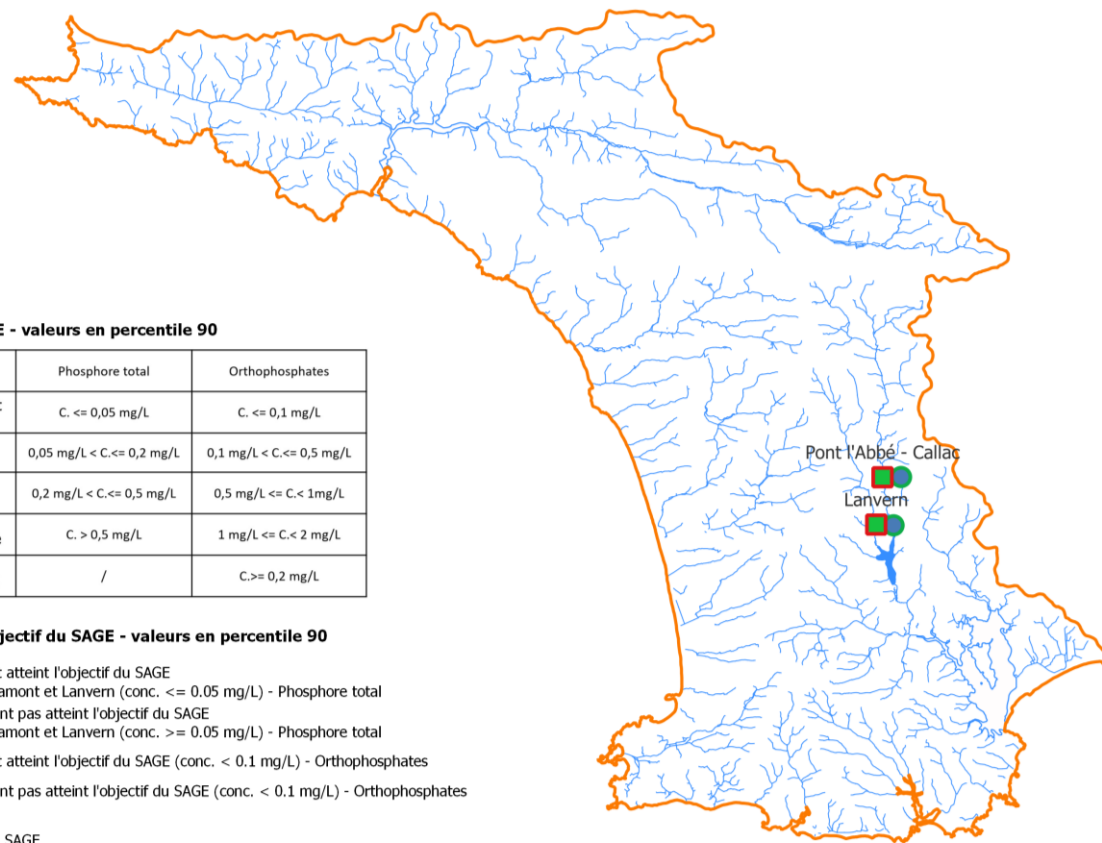 E - valeurs en percentile 90
Phosphore total
Orthophosphates
C. <= 0,05 mg/L
C. <= 0,1 mg/L
0,05 mg/L < C.<= 0,2 mg/L
0,1 mg/L < C.<= 0,5 mg/L
0,2 mg/L < C.<= 0,5 mg/L
0,5 mg/L <= C.< 1mg/L
C. > 0,5 mg/L
1 mg/L <= C.< 2 mg/L
/
C.>= 0,2 mg/L
Pont l'Abbé - Callac
Lanvern
jectif du SAGE - valeurs en percentile 90
t atteint l'objectif du SAGE
amont et Lanvern (conc. <= 0.05 mg/L) - Phosphore total
nt pas atteint l'objectif du SAGE
amont et Lanvern (conc. >= 0.05 mg/L) - Phosphore total
t atteint l'objectif du SAGE (conc. < 0.1 mg/L) - Orthophosphates
nt pas atteint l'objectif du SAGE (conc. < 0.1 mg/L) - Orthophosphates
SAGE